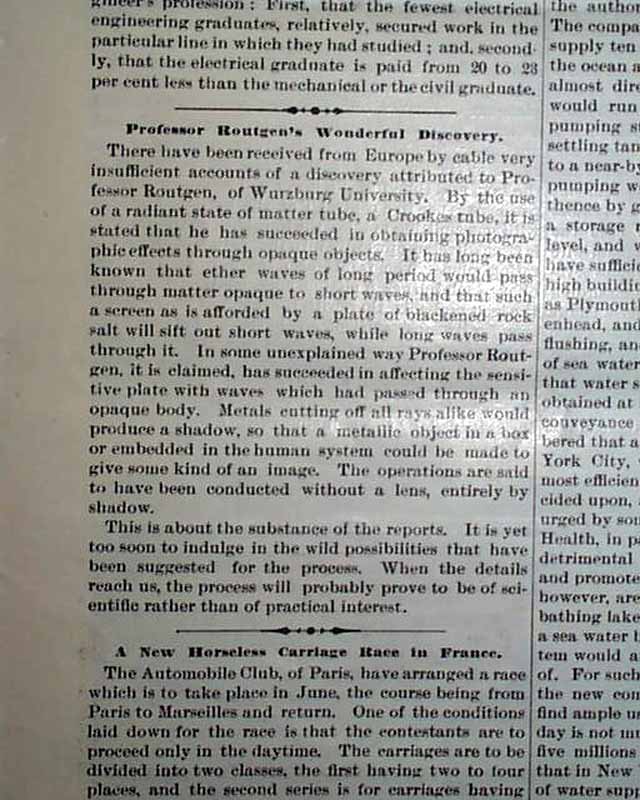 gineer's profession: First, that the fewest electrical
engineering graduates, relatively, secured work in the
particular line in which they had studied; and, second-
ly, that the electrical graduate is paid from 20 to 23
per cent less than the mechanical or the civil graduate.
Professor Routgen's Wonderful Discovery.
There have been received from Europe by cable very
insufficient accounts of a discovery attributed to Pro-
fessor Routgen, of Wurzburg University. By the use
of a radiant state of matter tube, a Crookes tube, it is
stated that he has succeeded in obtaining photogra-
phic effects through opaque objects. It has long been
known that ether waves of long period would pass
through matter opaque to short waves, and that such
a screen as is afforded by a plate of blackened rock
salt will sift out short waves, while long waves pass
through it. In some unexplained way Professor Rout-
gen, it is claimed, has succeeded in affecting the sensi-
tive plate with waves which had passed through an
opaque body. Metals cutting off all rays alike would
produce a shadow, so that a metallic object in a box
or embedded in the human system could be made to
give some kind of an image. The operations are said
to have been conducted without a lens, entirely by
shadow.
This is about the substance of the reports. It is yet
too soon to indulge in the wild possibilities that have
been suggested for the process. When the details
reach us, the process will probably prove to be of sci-
entific rather than of practical interest.
A New Horseless Carriage Race in France.
The Automobile Club, of Paris, have arranged a race
which is to take place in June, the course being from
Paris to Marseilles and return. One of the conditions
laid down for the race is that the contestants are to
proceed only in the daytime. The carriages are to be
divided into two classes, the first having two to four
places, and the second series is for carriages having
the author
The compa
supply ten
the ocean a
almost dire
would run
pumping st
settling tan
to a near-by
pumping w
thence by g
a storage r
level, and w
have sufficie
high buildin
as Plymout
enhead, and
flushing, an
of sea water
that water s
obtained at
conveyance
bered that a
York City,
most efficien
cided upon,
urged by son
Health, in pa
detrimental
and promote
however, are
bathing lake
a sea water b
tem would a
of. For such
the new con
find ample u
day is not mu
five millions
that in New
of water supp